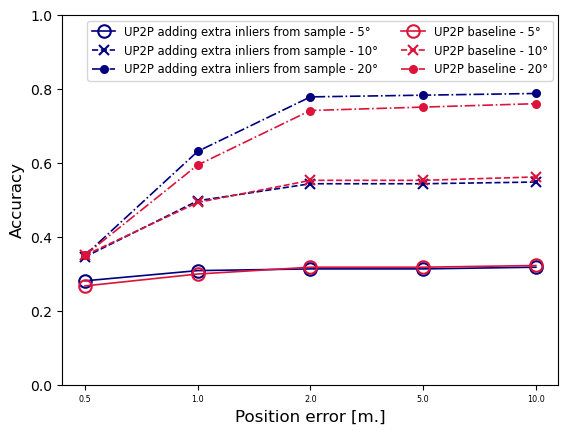 UP2P adding extra inliers from sample - 5°
UP2P adding extra inliers from sample - 10°
UP2P adding extra inliers from sample - 20°
UP2P baseline - 5°
UP2P baseline - 10°
UP2P baseline - 20°
1.0
0.8
0.6
0.4
0.2
0.0
Accuracy
0.5 1.0 2.0 5.0 10.0
Position error [m.]